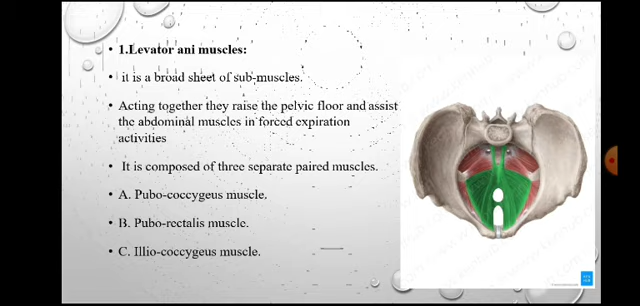 • 1.Levator ani muscles:
• it is a broad sheet of sub-muscles.
• Acting together they raise the pelvic floor and assist
the abdominal muscles in forced expiration
activities
• It is composed of three separate paired muscles.
• A. Pubo-coccygeus muscle.
• B. Pubo-rectalis muscle.
• C. Illio-coccygeus muscle.